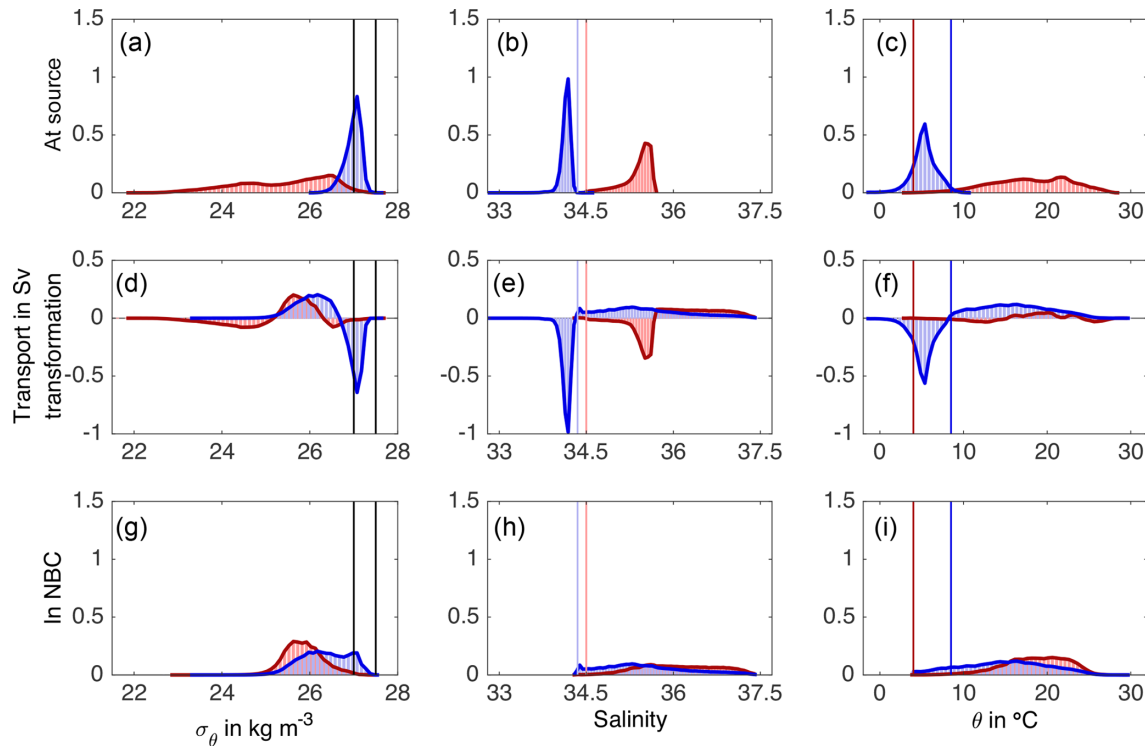 (a) (b) (c)
At source
1.5 1.5 1.5
1 1 1
0.5 0.5 0.5
0 0 0
22 24 26 28 33 34.5 36 37.5 0 10 20 30
(d) (e) (f)
Transport in Sv
transformation
0.5 0.5 0.5
0 0 0
-0.5 -0.5 -0.5
-1 -1 -1
22 24 26 28 33 34.5 36 37.5 0 10 20 30
(g) (h) (i)
In NBC
1.5 1.5 1.5
1 1 1
0.5 0.5 0.5
0 0 0
22 24 26 28 33 34.5 36 37.5 0 10 20 30
σθ in kg m-3 Salinity θ in °C